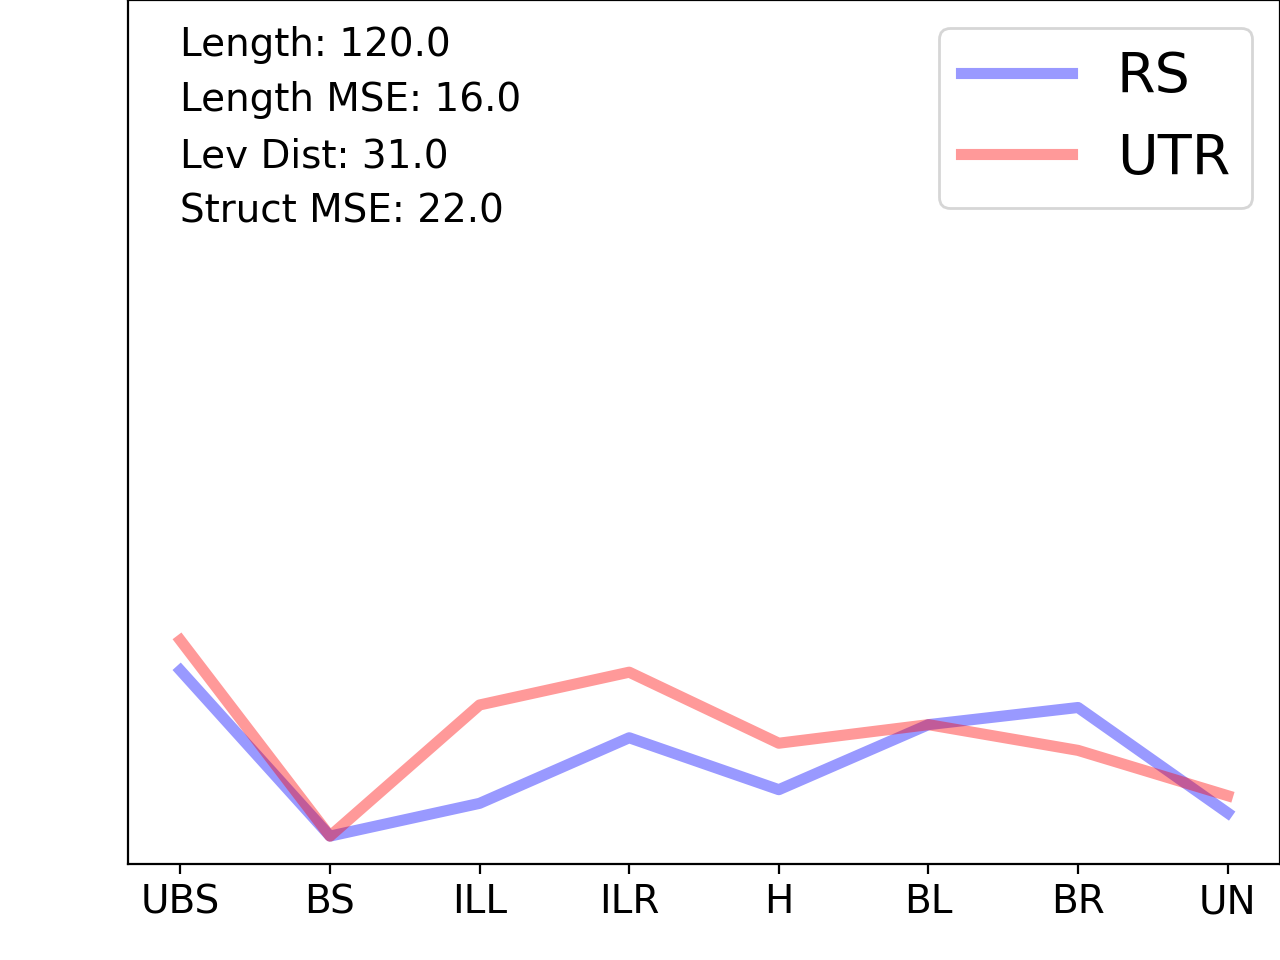 Length: 120.0
Length MSE: 16.0
Lev Dist: 31.0
Struct MSE: 22.0
RS
UTR
UBS BS ILL ILR H BL BR UN